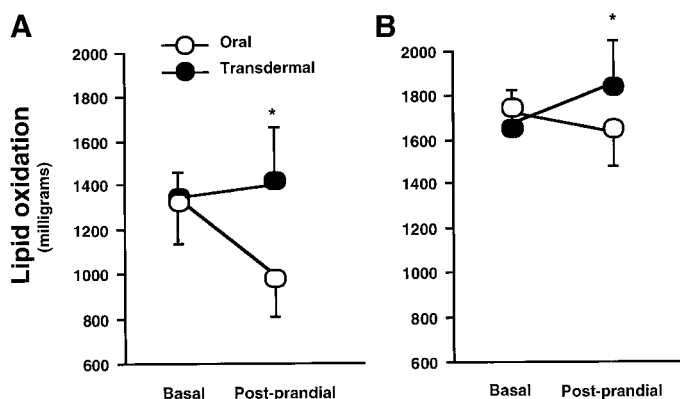 A
Oral
Transdermal
Lipid oxidation
(milligrams)
2000
1800
1600
1400
1200
1000
800
600
*
Basal
Post-prandial
B
2000
1800
1600
1400
1200
1000
800
600
*
Basal
Post-prandial